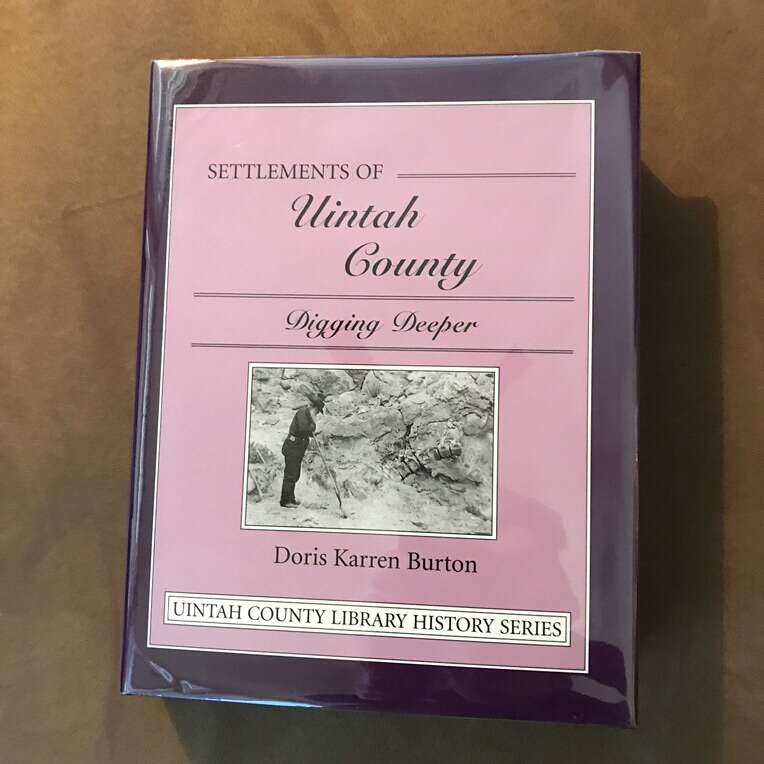 SETTLEMENTS OF
Uintah
County
Digging Deeper
Doris Karren Burton
UINTAH COUNTY LIBRARY HISTORY SERIES